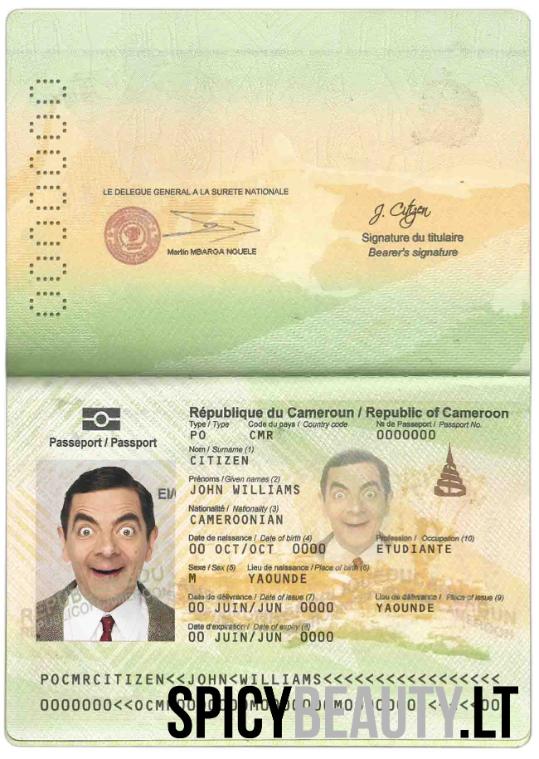 0000000
LE DELEGUE GENERAL A LA SURETE NATIONALE
Martin MBARGA NGUELE
J. Citizen
Signature du titulaire
Bearer's signature
République du Cameroun / Republic of Cameroon
Type / Type Code du pays / Country code № de Passeport / Passport No.
PO CMR 0000000
Passeport / Passport
Nom / Surname (1)
CITIZEN
Prénoms / Given names (2)
JOHN WILLIAMS
Nationalité / Nationality (3)
CAMEROONIAN
Date de naissance / Date of birth (4) Profession / Occupation (10)
00 OCT/OCT 0000 ETUDIANTE
Sexe / Sex (5) Lieu de naissance / Place of birth (6)
M YAOUNDE
Date de délivrance / Date of issue (7) Lieu de délivrance / Place of issue (9)
00 JUIN/JUN 0000 YAOUNDE
Date d'expiration / Date of expiry (8)
00 JUIN/JUN 0000
POCMRCITIZEN<<JOHN<WILLIAMS<<<<<<<<<<<<<<<<<
SPICYBEAUTY.LT